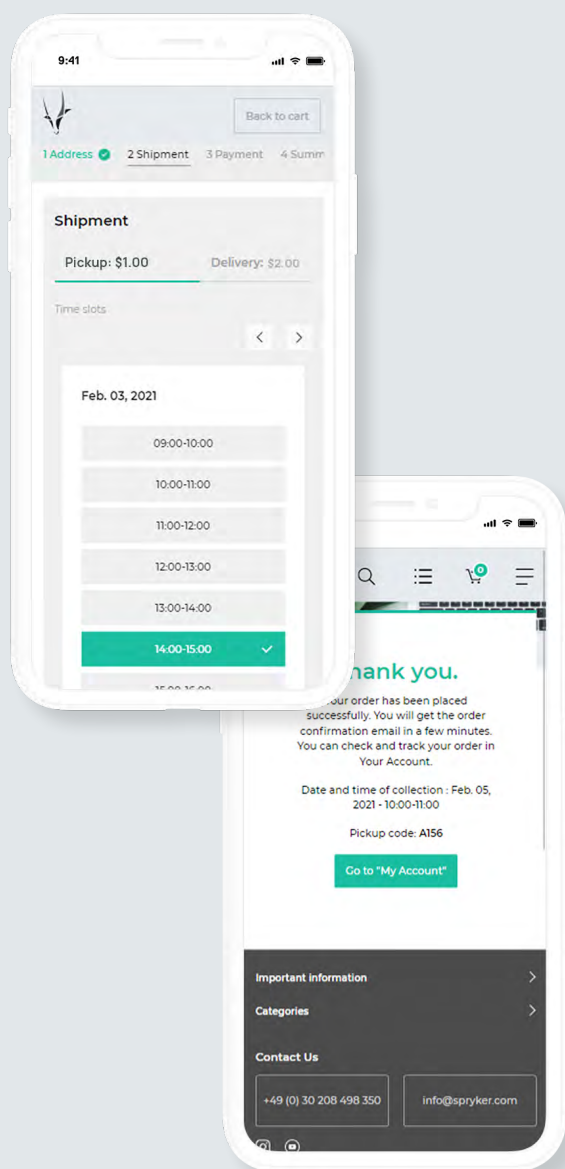 9:41
Back to cart
1 Address 2 Shipment 3 Payment 4 Summ
Shipment
Pickup: $1.00 Delivery: $2.00
Time slots
Feb. 03, 2021
09:00-10:00
10:00-11:00
11:00-12:00
12:00-13:00
13:00-14:00
14:00-15:00
15:00-16:00
0
hank you.
our order has been placed
successfully. You will get the order
confirmation email in a few minutes.
You can check and track your order in
Your Account.
Date and time of collection : Feb. 05,
2021 - 10:00-11:00
Pickup code: A156
Go to "My Account"
Important information
Categories
Contact Us
+49 (0) 30 208 498 350 info@spryker.com